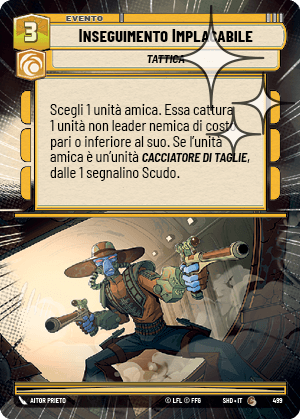 EVENTO
3
INSEGUIMENTO IMPLACABILE
TATTICA
Scegli 1 unità amica. Essa cattura
1 unità non leader nemica di costo
pari o inferiore al suo. Se l'unità
amica è un'unità CACCIATORE DI TAGLIE,
dalle 1 segnalino Scudo.
AITOR PRIETO
© LFL © FFG
SHD • IT
499